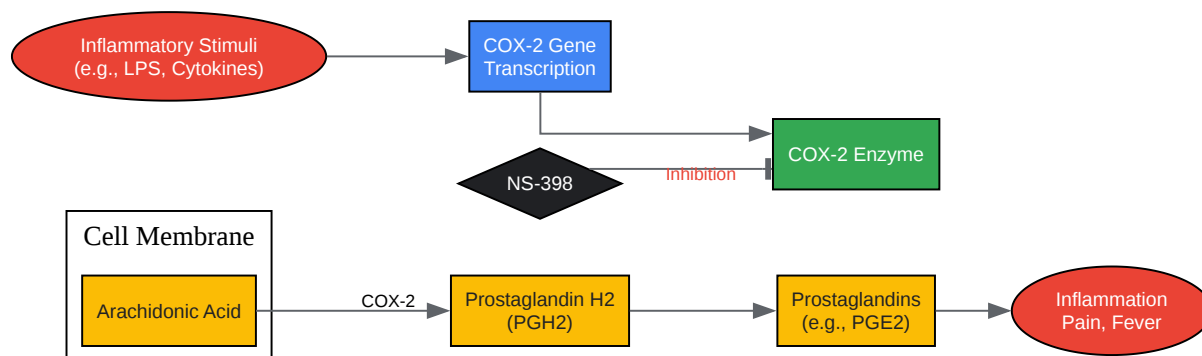 Inflammatory Stimuli
(e.g., LPS, Cytokines)
COX-2 Gene
Transcription
COX-2 Enzyme
NS-398
Inhibition
Cell Membrane
Arachidonic Acid
COX-2
Prostaglandin H2
(PGH2)
Prostaglandins
(e.g., PGE2)
Inflammation
Pain, Fever